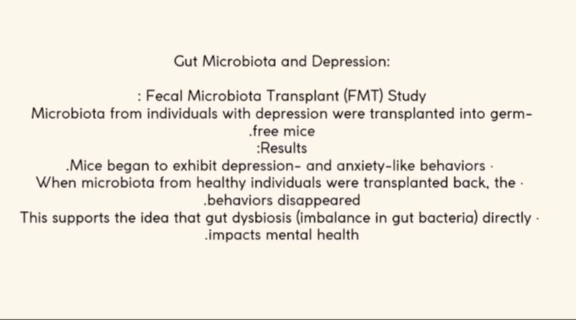 Gut Microbiota and Depression:
: Fecal Microbiota Transplant (FMT) Study
Microbiota from individuals with depression were transplanted into germ-
.free mice
:Results
.Mice began to exhibit depression- and anxiety-like behaviors ·
When microbiota from healthy individuals were transplanted back, the ·
.behaviors disappeared
This supports the idea that gut dysbiosis (imbalance in gut bacteria) directly ·
.impacts mental health